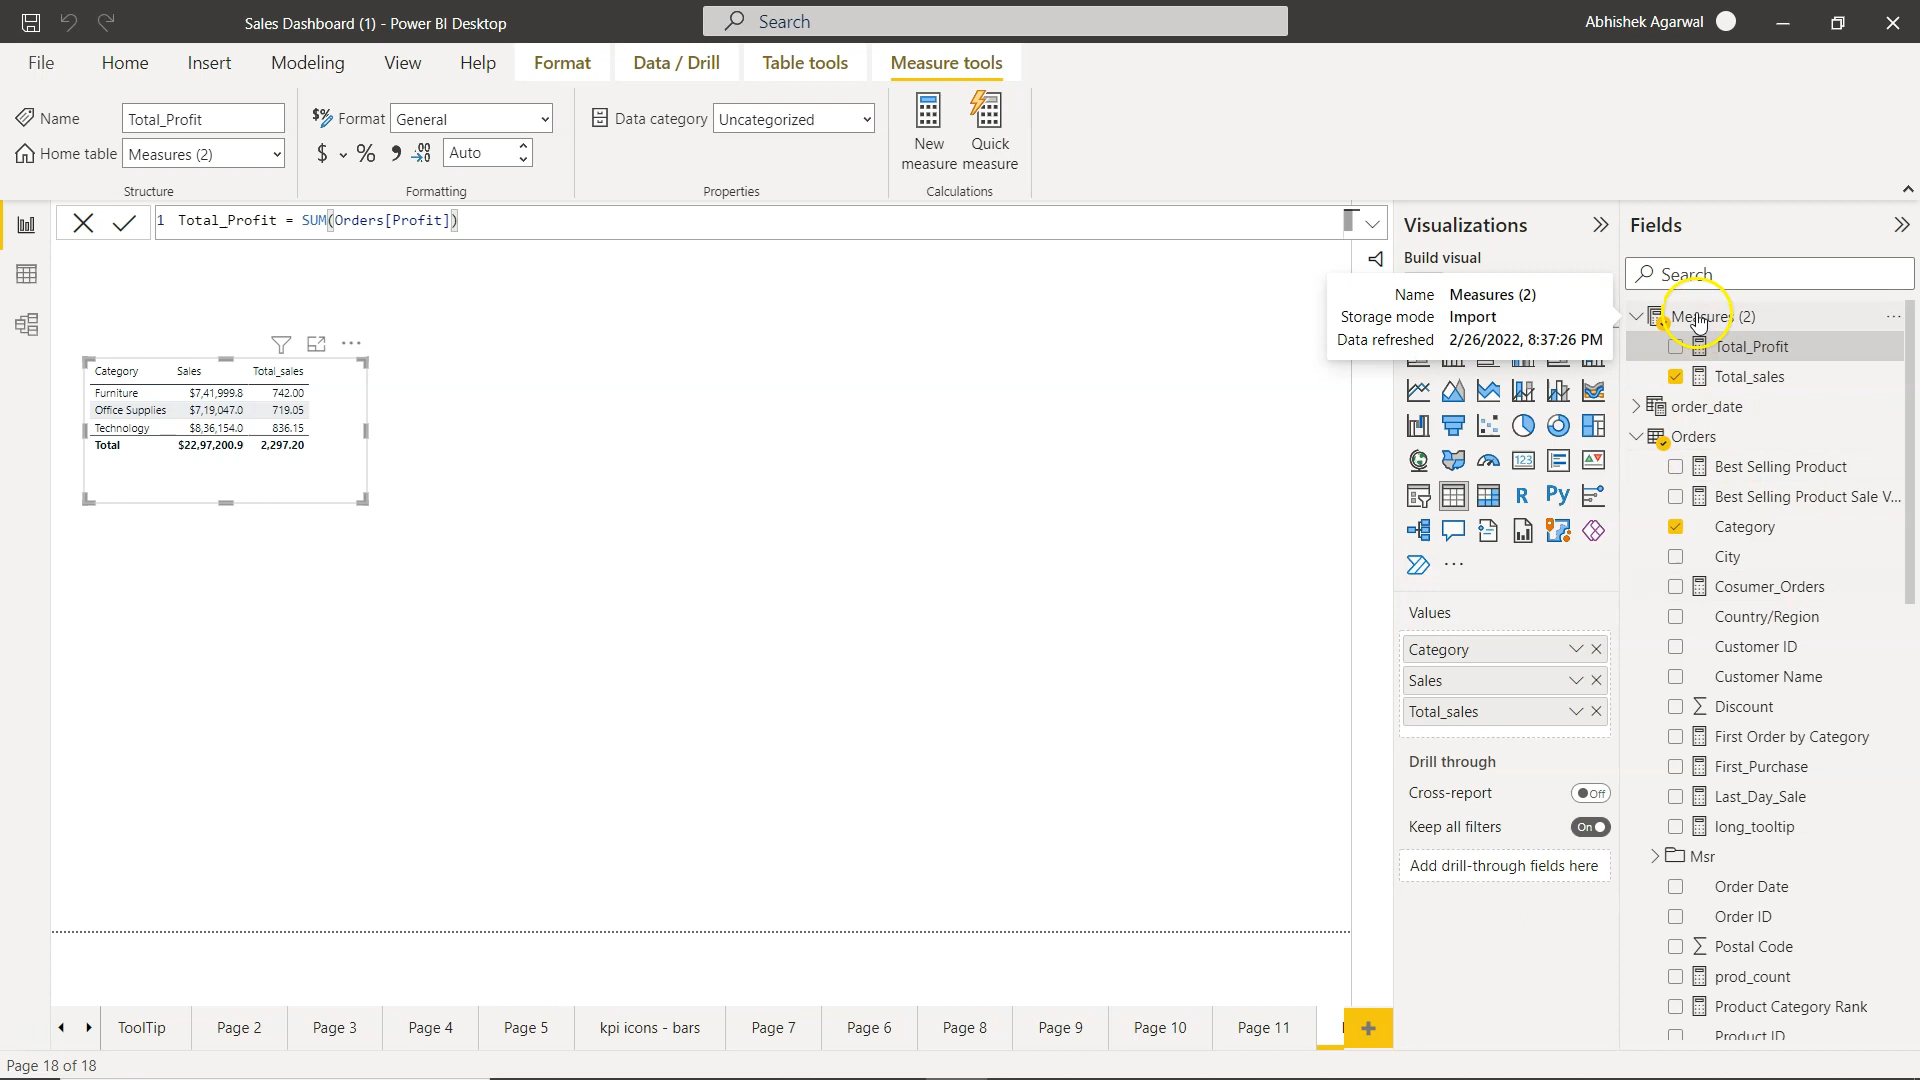 Sales Dashboard (1) - Power BI Desktop
Search
Abhishek Agarwal
File Home Insert Modeling View Help Format Data / Drill Table tools Measure tools
Name Total_Profit
Home table Measures (2)
Structure
Format General
$ % Auto
Formatting
Data category Uncategorized
Properties
New measure
Quick measure
Calculations
1 Total_Profit = SUM(Orders[Profit])
Category Sales Total_sales
Furniture $7,41,999.8 742.00
Office Supplies $7,19,047.0 719.05
Technology $8,36,154.0 836.15
Total $22,97,200.9 2,297.20
Visualizations
Build visual
Name Measures (2)
Storage mode Import
Data refreshed 2/26/2022, 8:37:26 PM
123
R Py
Values
Category
Sales
Total_sales
Drill through
Cross-report Off
Keep all filters On
Add drill-through fields here
Fields
Search
Measures (2)
Total_Profit
Total_sales
order_date
Orders
Best Selling Product
Best Selling Product Sale V...
Category
City
Cosumer_Orders
Country/Region
Customer ID
Customer Name
Discount
First Order by Category
First_Purchase
Last_Day_Sale
long_tooltip
Msr
Order Date
Order ID
Postal Code
prod_count
Product Category Rank
Product ID
ToolTip Page 2 Page 3 Page 4 Page 5 kpi icons - bars Page 7 Page 6 Page 8 Page 9 Page 10 Page 11
Page 18 of 18